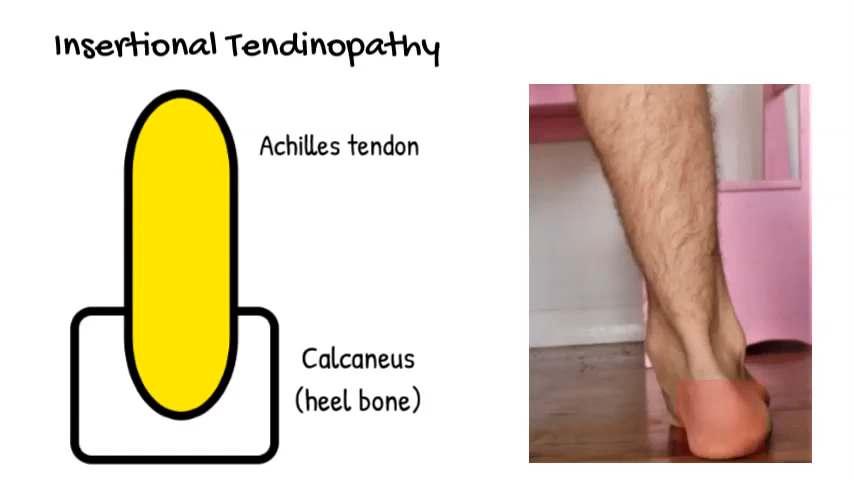 Insertional Tendinopathy
Achilles tendon
Calcaneus
(heel bone)